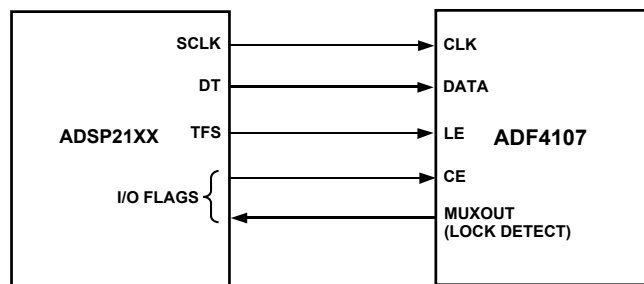 SCLK
CLK
DT
DATA
ADSP21XX
TFS
LE
ADF4107
I/O FLAGS
CE
MUXOUT
(LOCK DETECT)